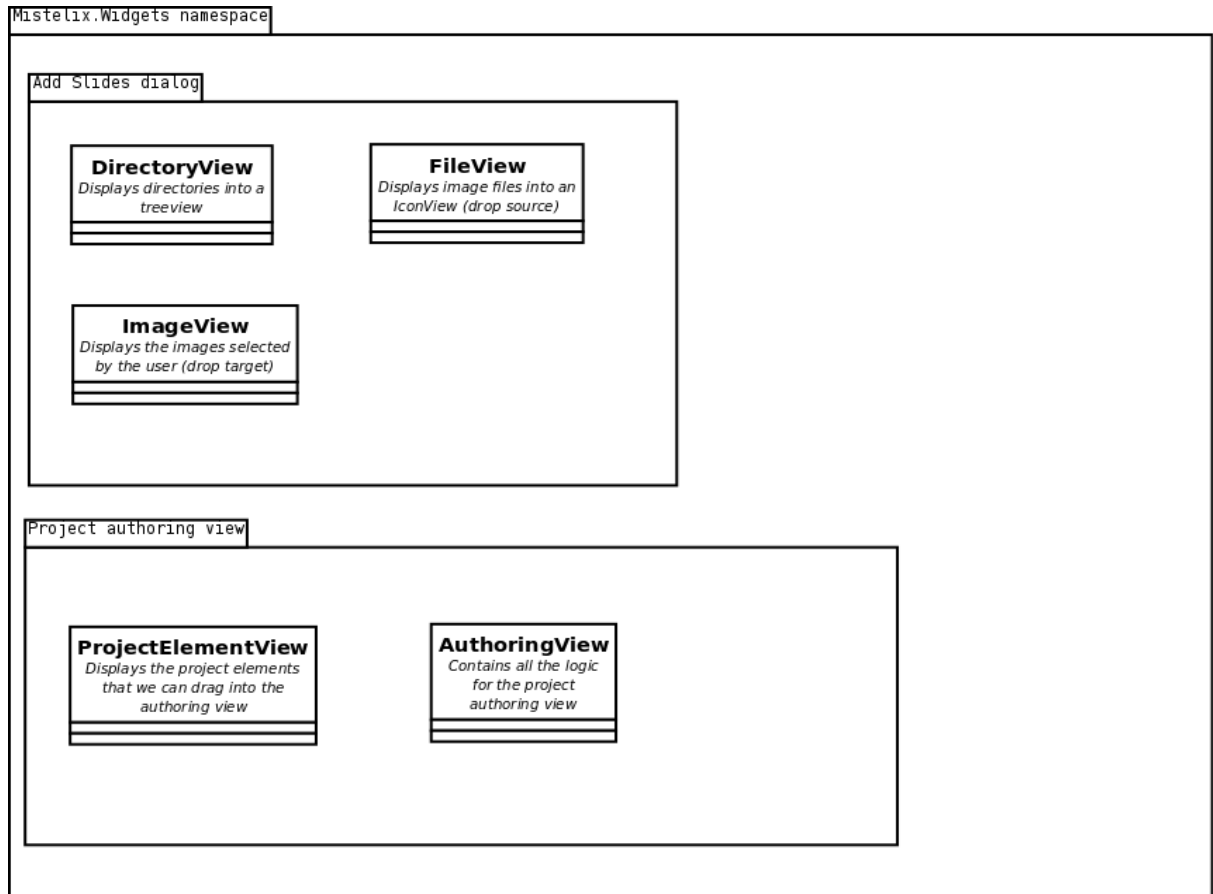 Mistelix.Widgets namespace
Add Slides dialog
DirectoryView
Displays directories into a
treeview
FileView
Displays image files into an
IconView (drop source)
ImageView
Displays the images selected
by the user (drop target)
Project authoring view
ProjectElementView
Displays the project elements
that we can drag into the
authoring view
AuthoringView
Contains all the logic
for the project
authoring view